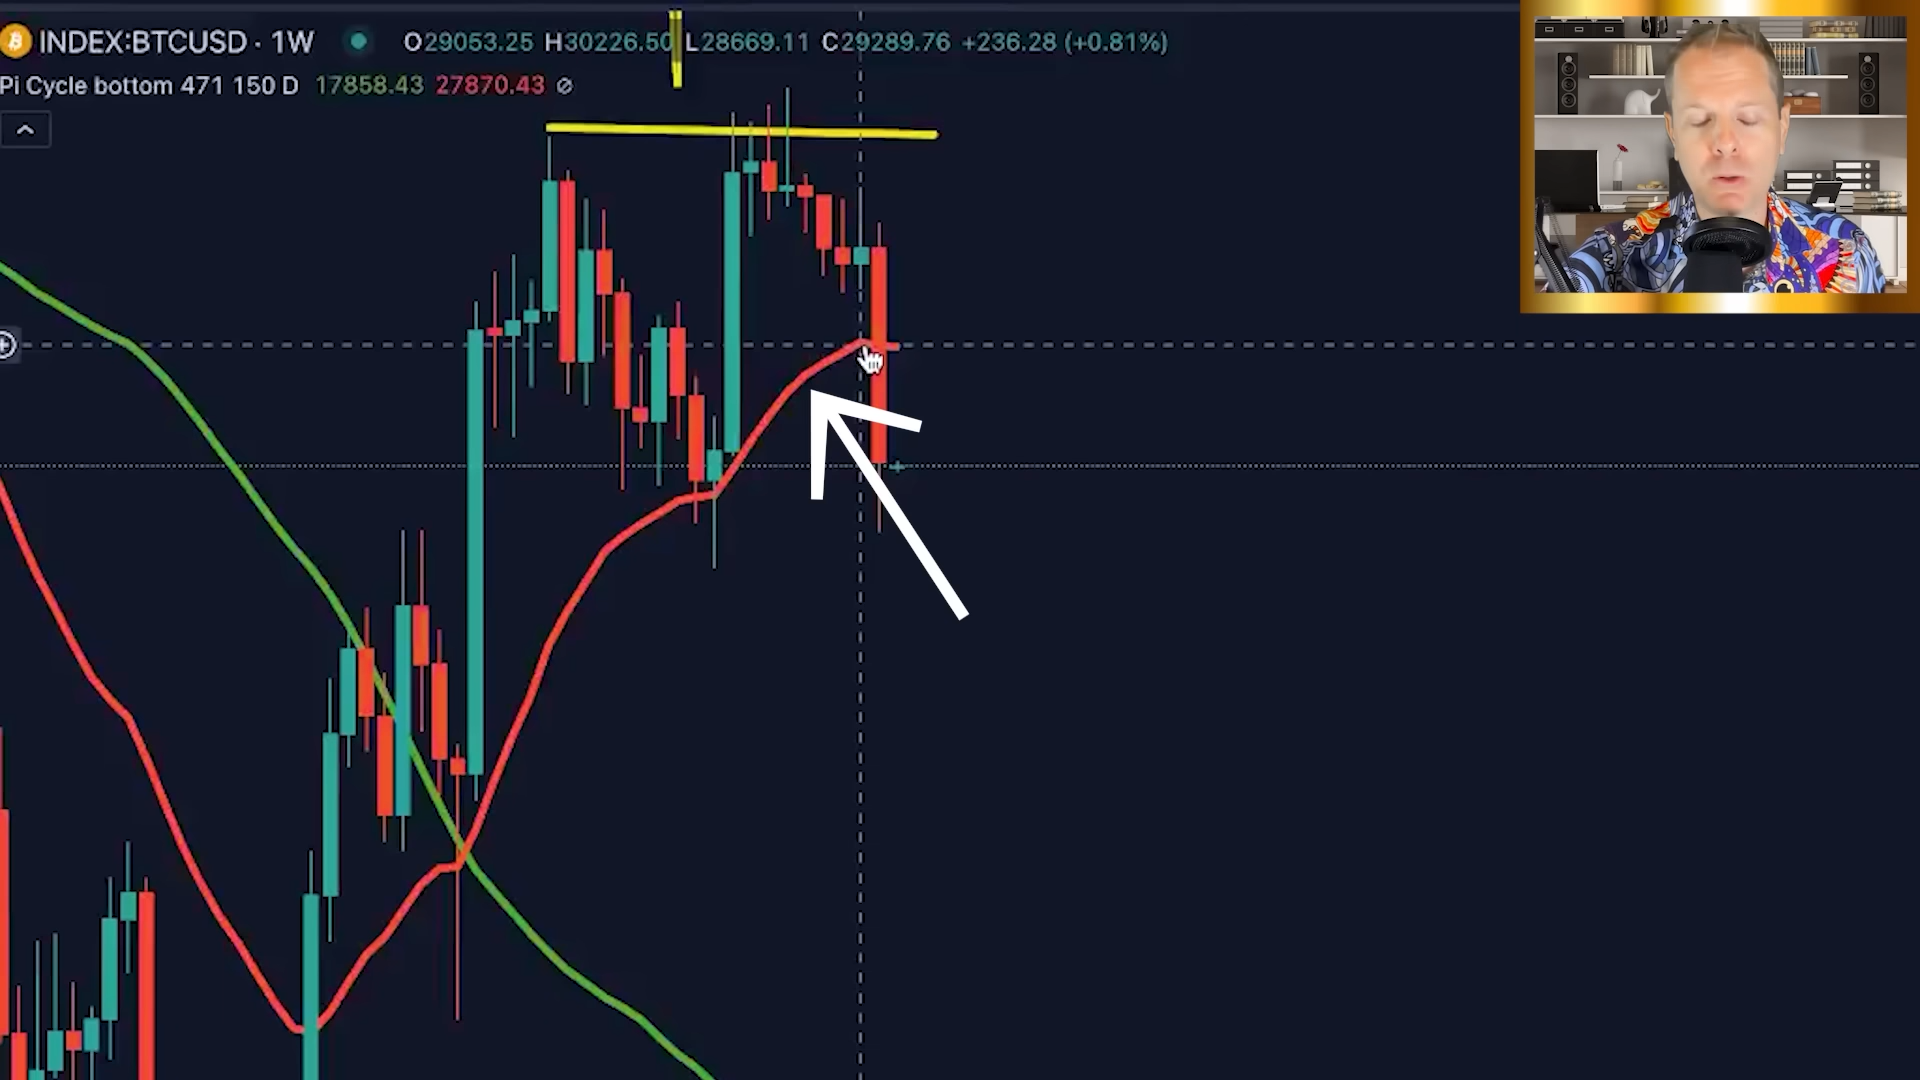 INDEX:BTCUSD · 1W O29053.25 H30226.50 L28669.11 C29289.76 +236.28 (+0.81%)
Pi Cycle bottom 471 150 D 17858.43 27870.43 ∅